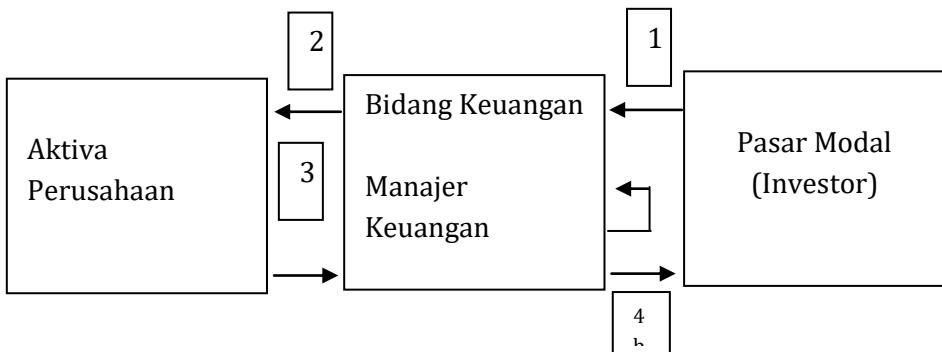 2
1
Bidang Keuangan
Aktiva
Perusahaan
3
Manajer
Keuangan
Pasar Modal
(Investor)
4